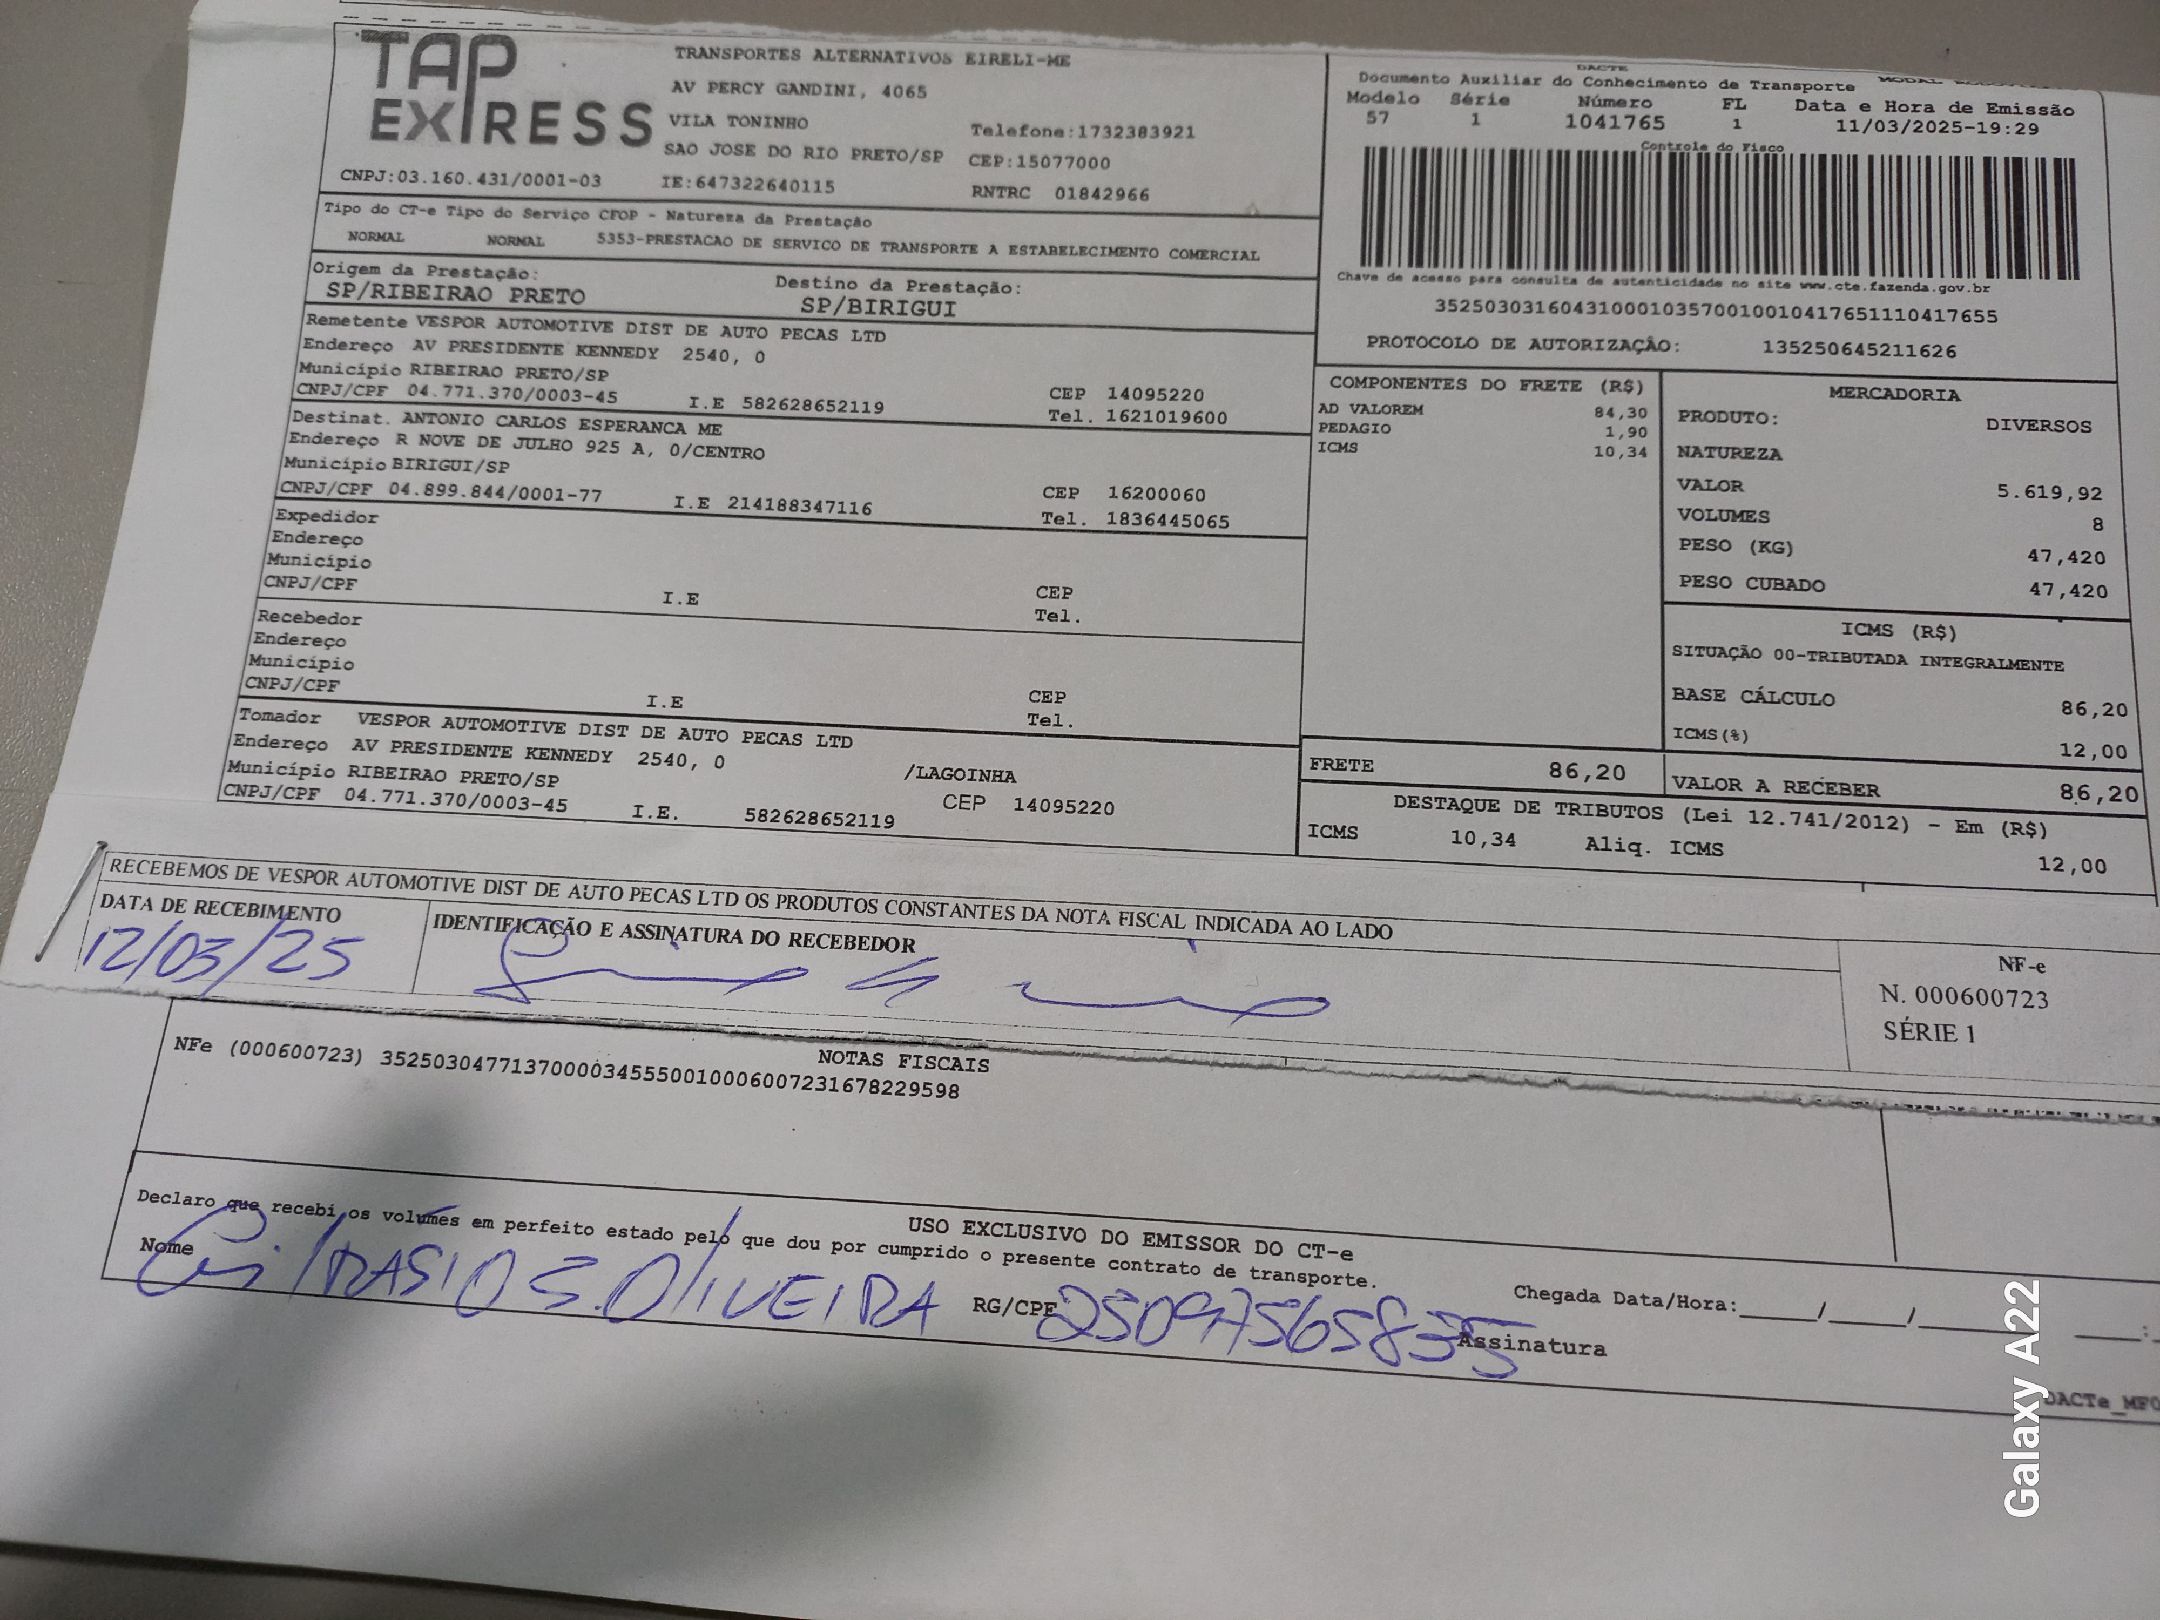 TAP EXPRESS
TRANSPORTES ALTERNATIVOS EIRELI-ME
AV PERCY GANDINI, 4065
VILA TONINHO
Telefone:1732383921
SAO JOSE DO RIO PRETO/SP CEP:15077000
CNPJ:03.160.431/0001-03 IE:647322640115 RNTRC 01842966
Tipo do CT-e Tipo do Serviço CFOP - Natureza da Prestação
NORMAL NORMAL 5353-PRESTACAO DE SERVICO DE TRANSPORTE A ESTABELECIMENTO COMERCIAL
Origem da Prestação: Destino da Prestação:
SP/RIBEIRAO PRETO SP/BIRIGUI
Remetente VESPOR AUTOMOTIVE DIST DE AUTO PECAS LTD
Endereço AV PRESIDENTE KENNEDY 2540, 0
Município RIBEIRAO PRETO/SP CEP 14095220
CNPJ/CPF 04.771.370/0003-45 I.E 582628652119 Tel. 1621019600
Destinat. ANTONIO CARLOS ESPERANCA ME
Endereço R NOVE DE JULHO 925 A, 0/CENTRO
Município BIRIGUI/SP CEP 16200060
CNPJ/CPF 04.899.844/0001-77 I.E 214188347116 Tel. 1836445065
Expedidor
Endereço
Município CEP
CNPJ/CPF I.E Tel.
Recebedor
Endereço
Município CEP
CNPJ/CPF I.E Tel.
Tomador VESPOR AUTOMOTIVE DIST DE AUTO PECAS LTD
Endereço AV PRESIDENTE KENNEDY 2540, 0 /LAGOINHA
Município RIBEIRAO PRETO/SP CEP 14095220
CNPJ/CPF 04.771.370/0003-45 I.E. 582628652119
DACTE
Documento Auxiliar do Conhecimento de Transporte MODAL
Modelo Série Número FL Data e Hora de Emissão
57 1 1041765 1 11/03/2025-19:29
Controle do Fisco
Chave de acesso para consulta de autenticidade no site www.cte.fazenda.gov.br
35250303160431000103570010010417651110417655
PROTOCOLO DE AUTORIZAÇÃO: 135250645211626
COMPONENTES DO FRETE (R$)
AD VALOREM 84,30
PEDAGIO 1,90
ICMS 10,34
MERCADORIA
PRODUTO: DIVERSOS
NATUREZA
VALOR 5.619,92
VOLUMES 8
PESO (KG) 47,420
PESO CUBADO 47,420
ICMS (R$)
SITUAÇÃO 00-TRIBUTADA INTEGRALMENTE
BASE CÁLCULO 86,20
ICMS(%) 12,00
FRETE 86,20 VALOR A RECEBER 86,20
DESTAQUE DE TRIBUTOS (Lei 12.741/2012) - Em (R$)
ICMS 10,34 Aliq. ICMS 12,00
RECEBEMOS DE VESPOR AUTOMOTIVE DIST DE AUTO PECAS LTD OS PRODUTOS CONSTANTES DA NOTA FISCAL INDICADA AO LADO
DATA DE RECEBIMENTO IDENTIFICAÇÃO E ASSINATURA DO RECEBEDOR
12/03/25
NF-e
N. 000600723
SÉRIE 1
NOTAS FISCAIS
NFe (000600723) 35250304771370000345550010006007231678229598
USO EXCLUSIVO DO EMISSOR DO CT-e
Declaro que recebi os volumes em perfeito estado pelo que dou por cumprido o presente contrato de transporte.
Nome Gil RÁSIO S. OliVEIRA RG/CPF Assinatura
Chegada Data/Hora:_____/_____/_____ ____:
DACTe_MF0
Galaxy A22